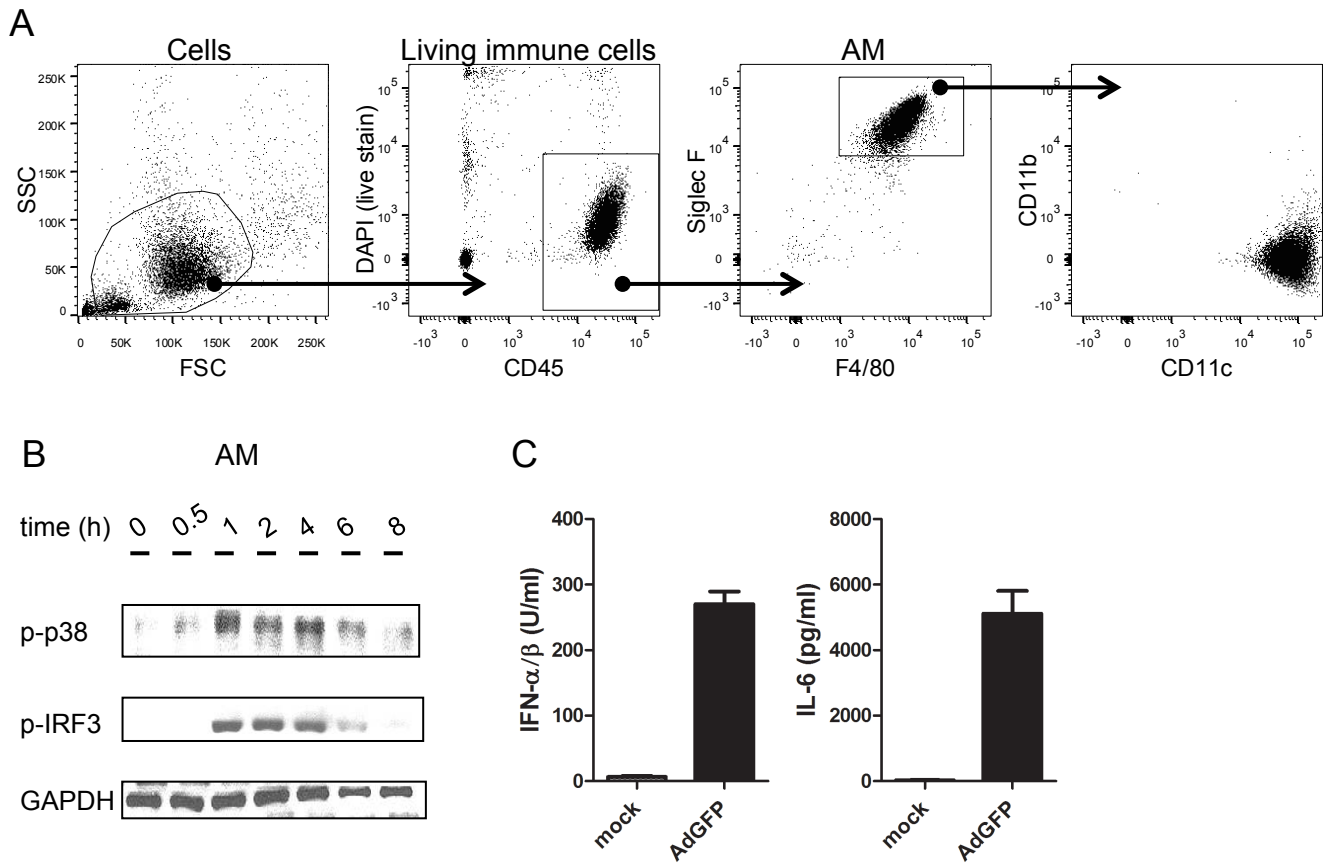 A
Cells
Living immune cells
AM
SSC
250K
200K
150K
100K
50K
0
0 50K 100K 150K 200K 250K
FSC
DAPI (live stain)
10^5
10^4
10^3
0
-10^3
-10^3 0 10^3 10^4 10^5
CD45
Siglec F
10^5
10^4
10^3
0
-10^3
-10^3 0 10^3 10^4 10^5
F4/80
CD11b
10^5
10^4
10^3
0
-10^3
-10^3 0 10^3 10^4 10^5
CD11c
B
AM
time (h) 0 0.5 1 2 4 6 8
p-p38
p-IRF3
GAPDH
C
IFN-α/β (U/ml)
400
300
200
100
0
mock AdGFP
IL-6 (pg/ml)
8000
6000
4000
2000
0
mock AdGFP